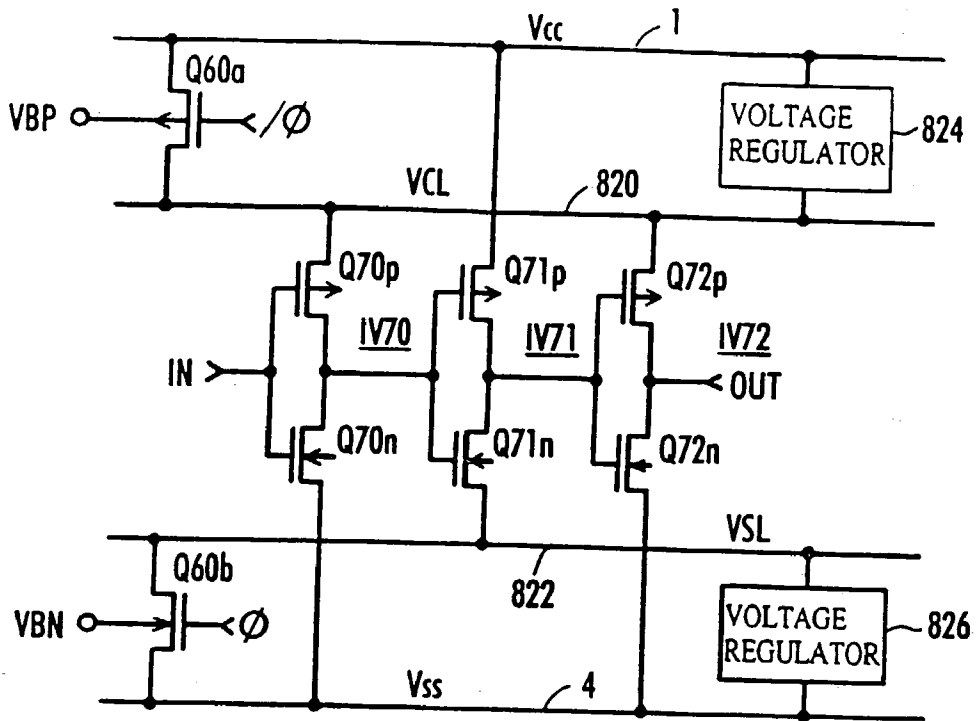 Vcc 1
Q60a
VBP
/Ø
VOLTAGE
REGULATOR
824
VCL 820
Q70p Q71p Q72p
IV70 IV71 IV72
IN OUT
Q70n Q71n Q72n
VSL
822
Q60b
VBN
Ø
VOLTAGE
REGULATOR
826
Vss 4